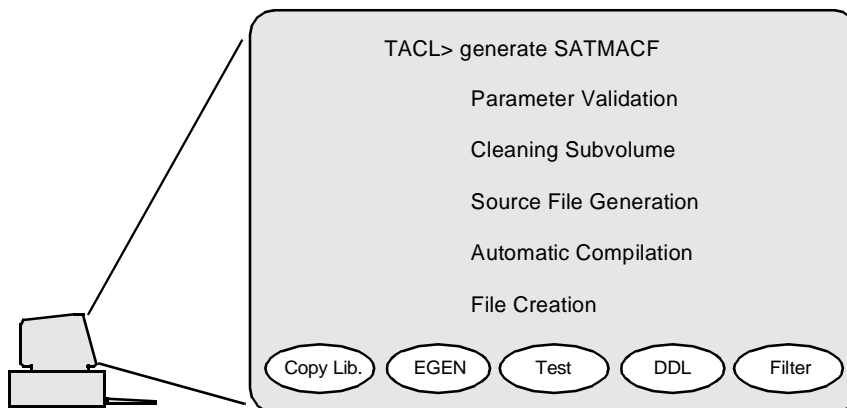 TACL> generate SATMACF
Parameter Validation
Cleaning Subvolume
Source File Generation
Automatic Compilation
File Creation
Copy Lib. EGEN Test DDL Filter